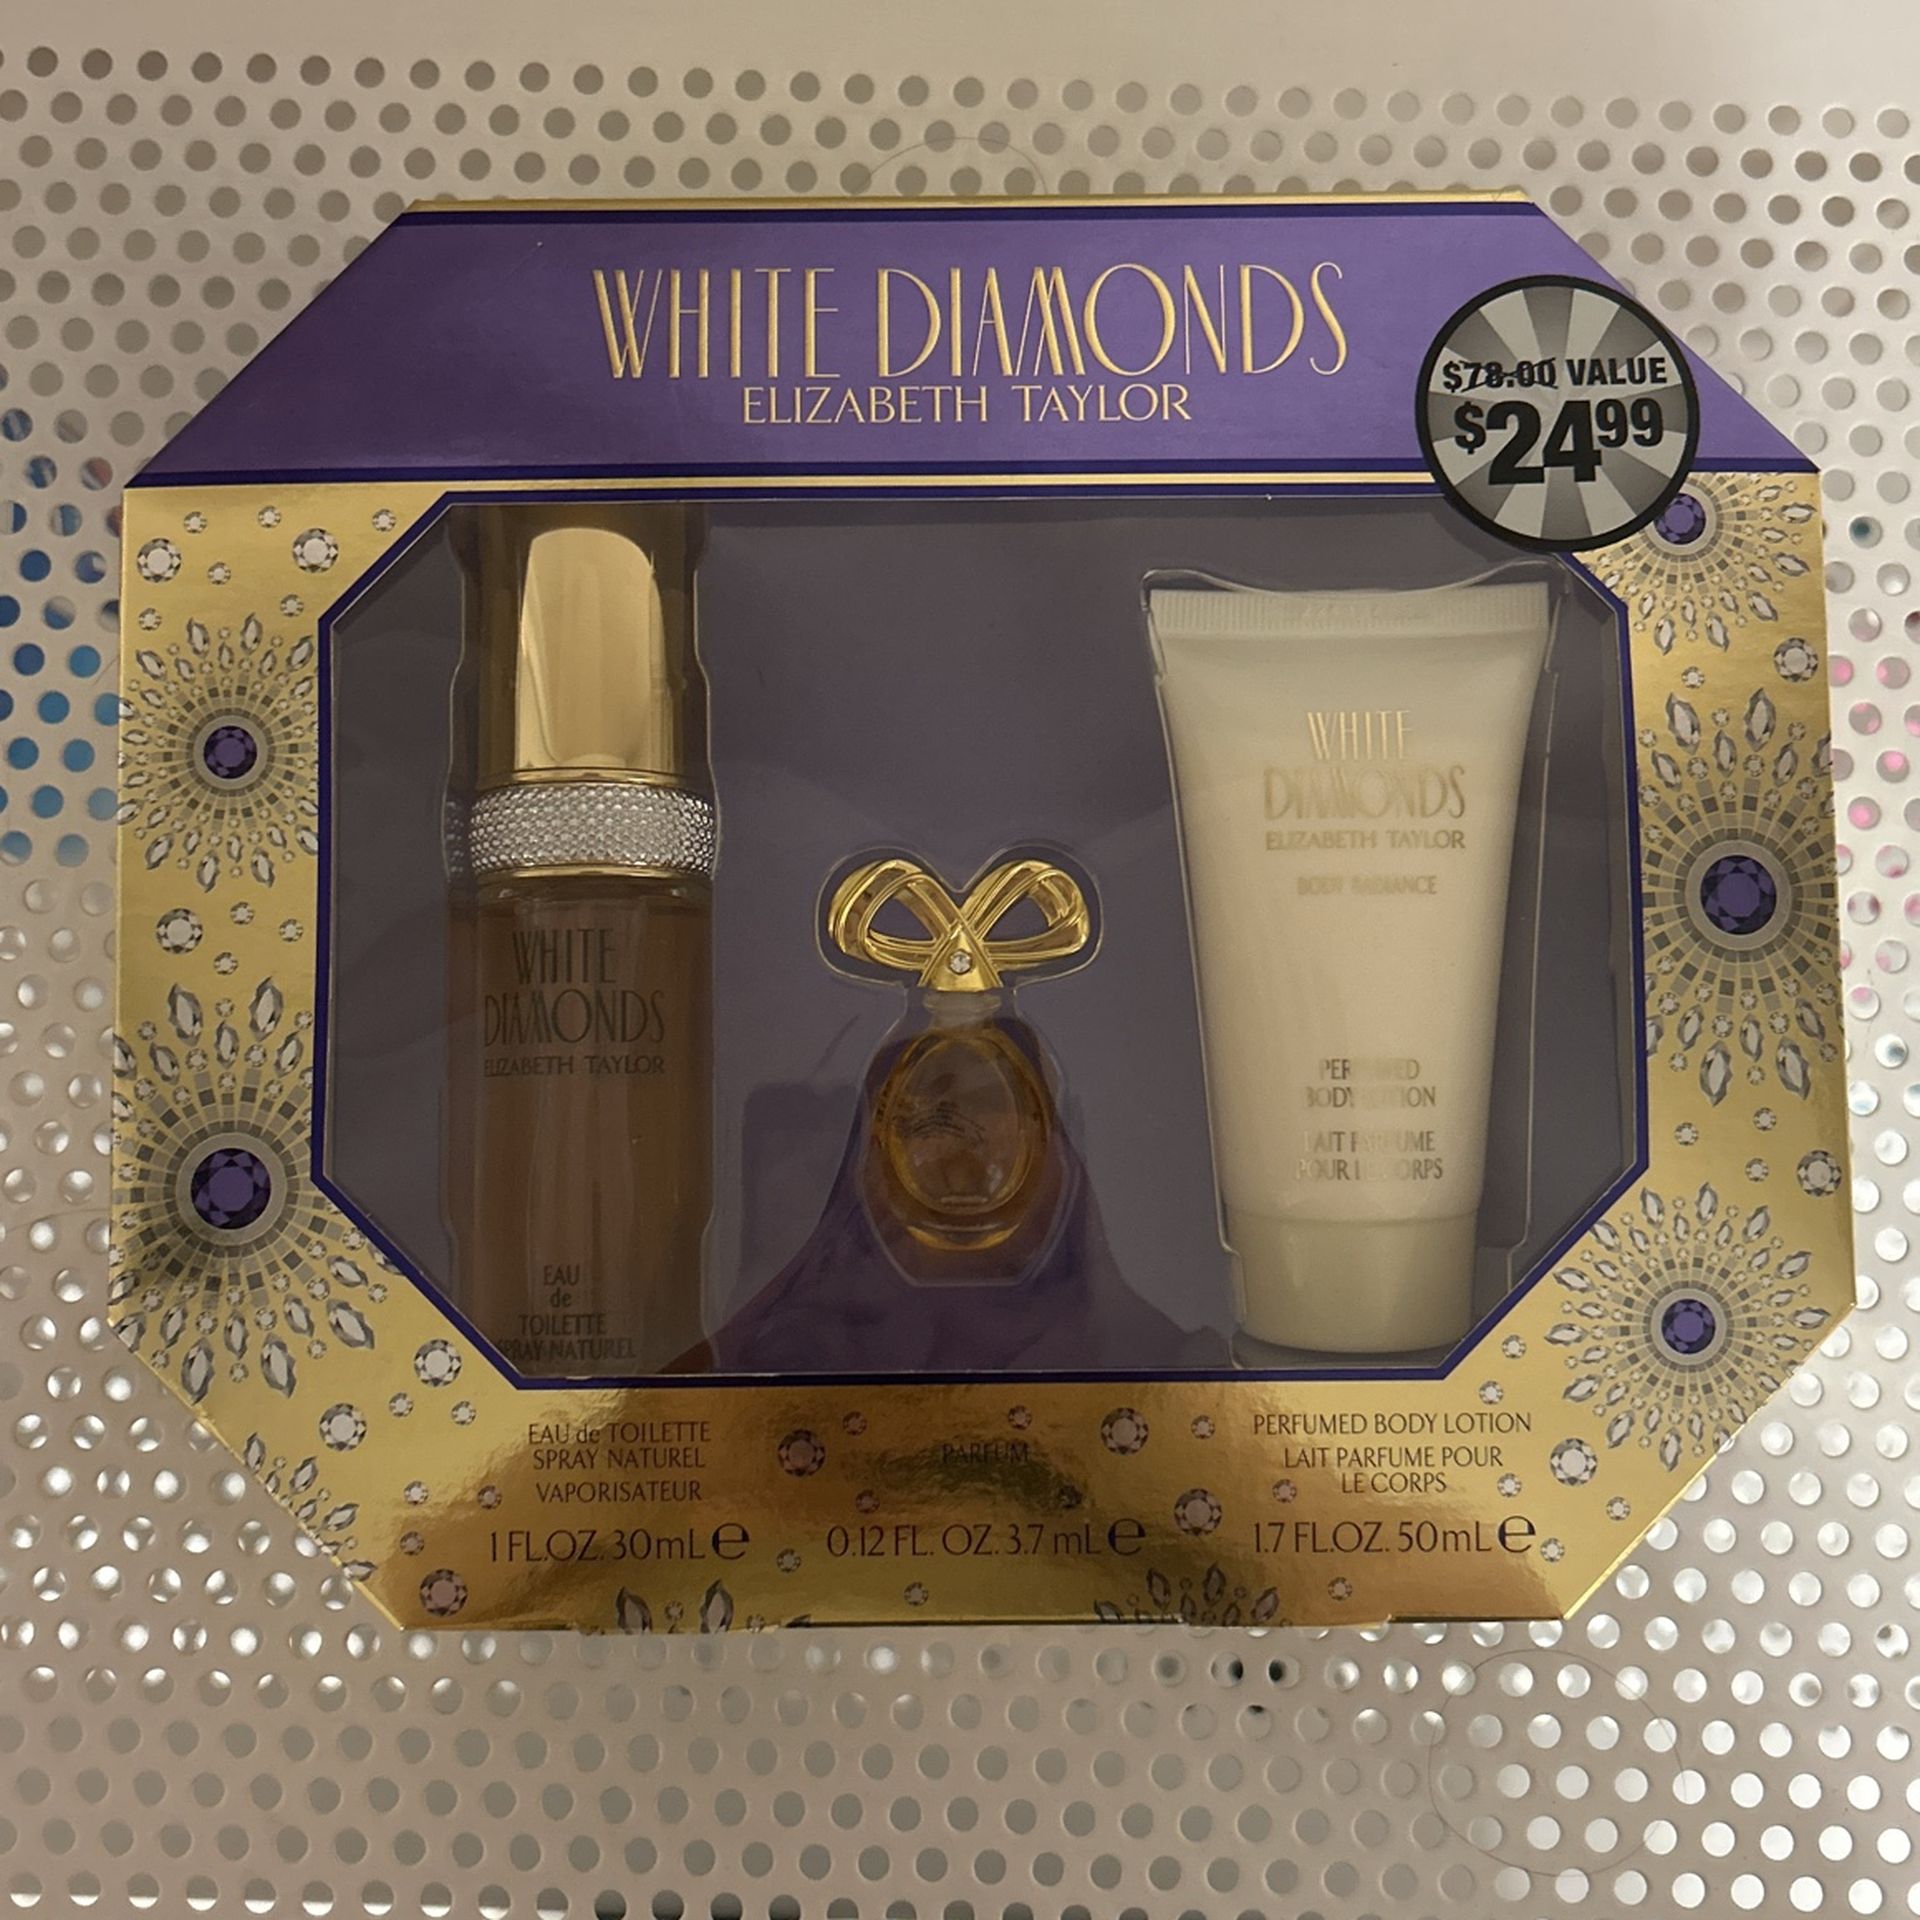 WHITE DIAMONDS
ELIZABETH TAYLOR
$78.00 VALUE
$24.99
WHITE
DIAMONDS
ELIZABETH TAYLOR
EAU
de
TOILETTE
SPRAY NATUREL
WHITE
DIAMONDS
ELIZABETH TAYLOR
BODY RADIANCE
PERFUMED
BODY LOTION
LAIT PARFUME
POUR LE CORPS
EAU de TOILETTE
SPRAY NATUREL
VAPORISATEUR
1 FL.OZ. 30mL e
PARFUM
0.12 FL. OZ. 3.7 mL e
PERFUMED BODY LOTION
LAIT PARFUME POUR
LE CORPS
1.7 FL.OZ. 50mL e